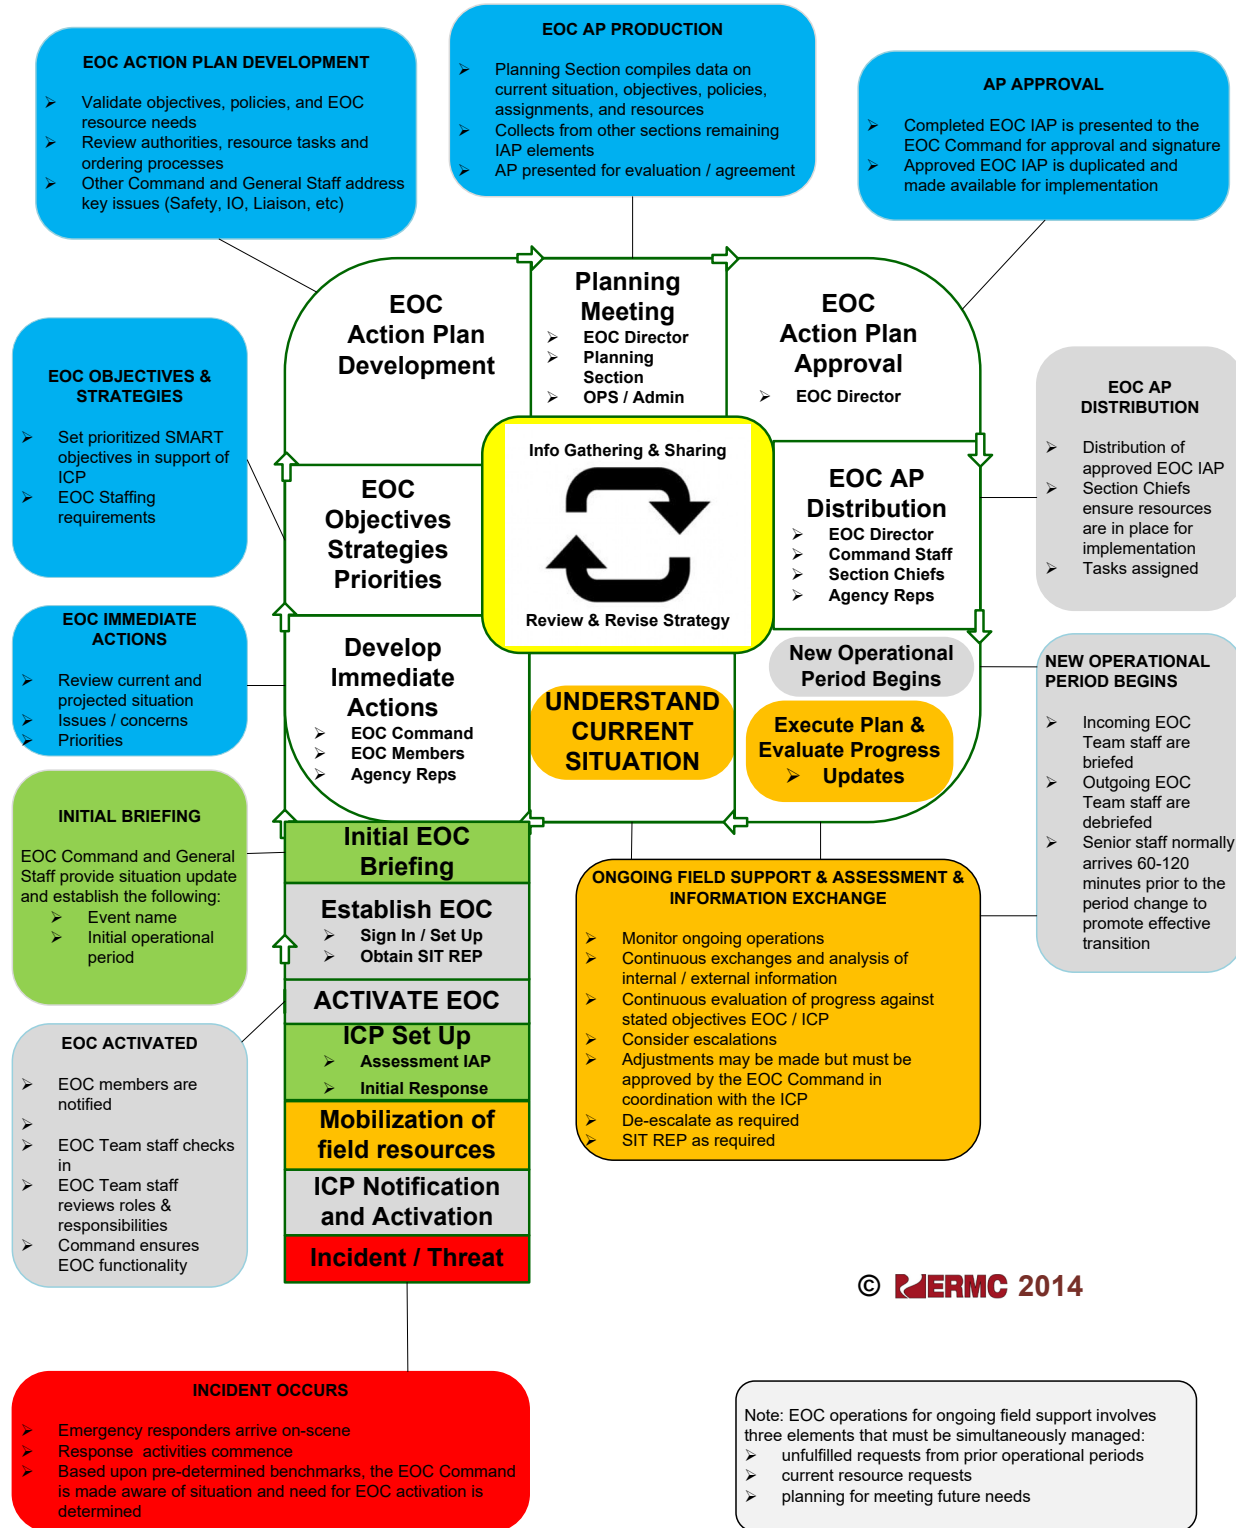 EOC ACTION PLAN DEVELOPMENT
➢ Validate objectives, policies, and EOC
resource needs
➢ Review authorities, resource tasks and
ordering processes
➢ Other Command and General Staff address
key issues (Safety, IO, Liaison, etc)
EOC AP PRODUCTION
➢ Planning Section compiles data on
current situation, objectives, policies,
assignments, and resources
➢ Collects from other sections remaining
IAP elements
➢ AP presented for evaluation / agreement
AP APPROVAL
➢ Completed EOC IAP is presented to the
EOC Command for approval and signature
➢ Approved EOC IAP is duplicated and
made available for implementation
EOC
Action Plan
Development
Planning
Meeting
➢ EOC Director
➢ Planning
Section
➢ OPS / Admin
EOC
Action Plan
Approval
➢ EOC Director
EOC OBJECTIVES &
STRATEGIES
➢ Set prioritized SMART
objectives in support of
ICP
➢ EOC Staffing
requirements
EOC
Objectives
Strategies
Priorities
Info Gathering & Sharing
Review & Revise Strategy
EOC AP
Distribution
➢ EOC Director
➢ Command Staff
➢ Section Chiefs
➢ Agency Reps
EOC AP
DISTRIBUTION
➢ Distribution of
approved EOC IAP
➢ Section Chiefs
ensure resources
are in place for
implementation
➢ Tasks assigned
EOC IMMEDIATE
ACTIONS
➢ Review current and
projected situation
➢ Issues / concerns
➢ Priorities
Develop
Immediate
Actions
➢ EOC Command
➢ EOC Members
➢ Agency Reps
UNDERSTAND
CURRENT
SITUATION
New Operational
Period Begins
Execute Plan &
Evaluate Progress
➢ Updates
NEW OPERATIONAL
PERIOD BEGINS
➢ Incoming EOC
Team staff are
briefed
➢ Outgoing EOC
Team staff are
debriefed
➢ Senior staff normally
arrives 60-120
minutes prior to the
period change to
promote effective
transition
INITIAL BRIEFING
EOC Command and General
Staff provide situation update
and establish the following:
➢ Event name
➢ Initial operational
period
Initial EOC
Briefing
Establish EOC
➢ Sign In / Set Up
➢ Obtain SIT REP
ACTIVATE EOC
ICP Set Up
➢ Assessment IAP
➢ Initial Response
Mobilization of
field resources
ICP Notification
and Activation
Incident / Threat
ONGOING FIELD SUPPORT & ASSESSMENT &
INFORMATION EXCHANGE
➢ Monitor ongoing operations
➢ Continuous exchanges and analysis of
internal / external information
➢ Continuous evaluation of progress against
stated objectives EOC / ICP
➢ Consider escalations
➢ Adjustments may be made but must be
approved by the EOC Command in
coordination with the ICP
➢ De-escalate as required
➢ SIT REP as required
EOC ACTIVATED
➢ EOC members are
notified
➢
➢ EOC Team staff checks
in
➢ EOC Team staff
reviews roles &
responsibilities
➢ Command ensures
EOC functionality
© ERMC 2014
INCIDENT OCCURS
➢ Emergency responders arrive on-scene
➢ Response activities commence
➢ Based upon pre-determined benchmarks, the EOC Command
is made aware of situation and need for EOC activation is
determined
Note: EOC operations for ongoing field support involves
three elements that must be simultaneously managed:
➢ unfulfilled requests from prior operational periods
➢ current resource requests
➢ planning for meeting future needs